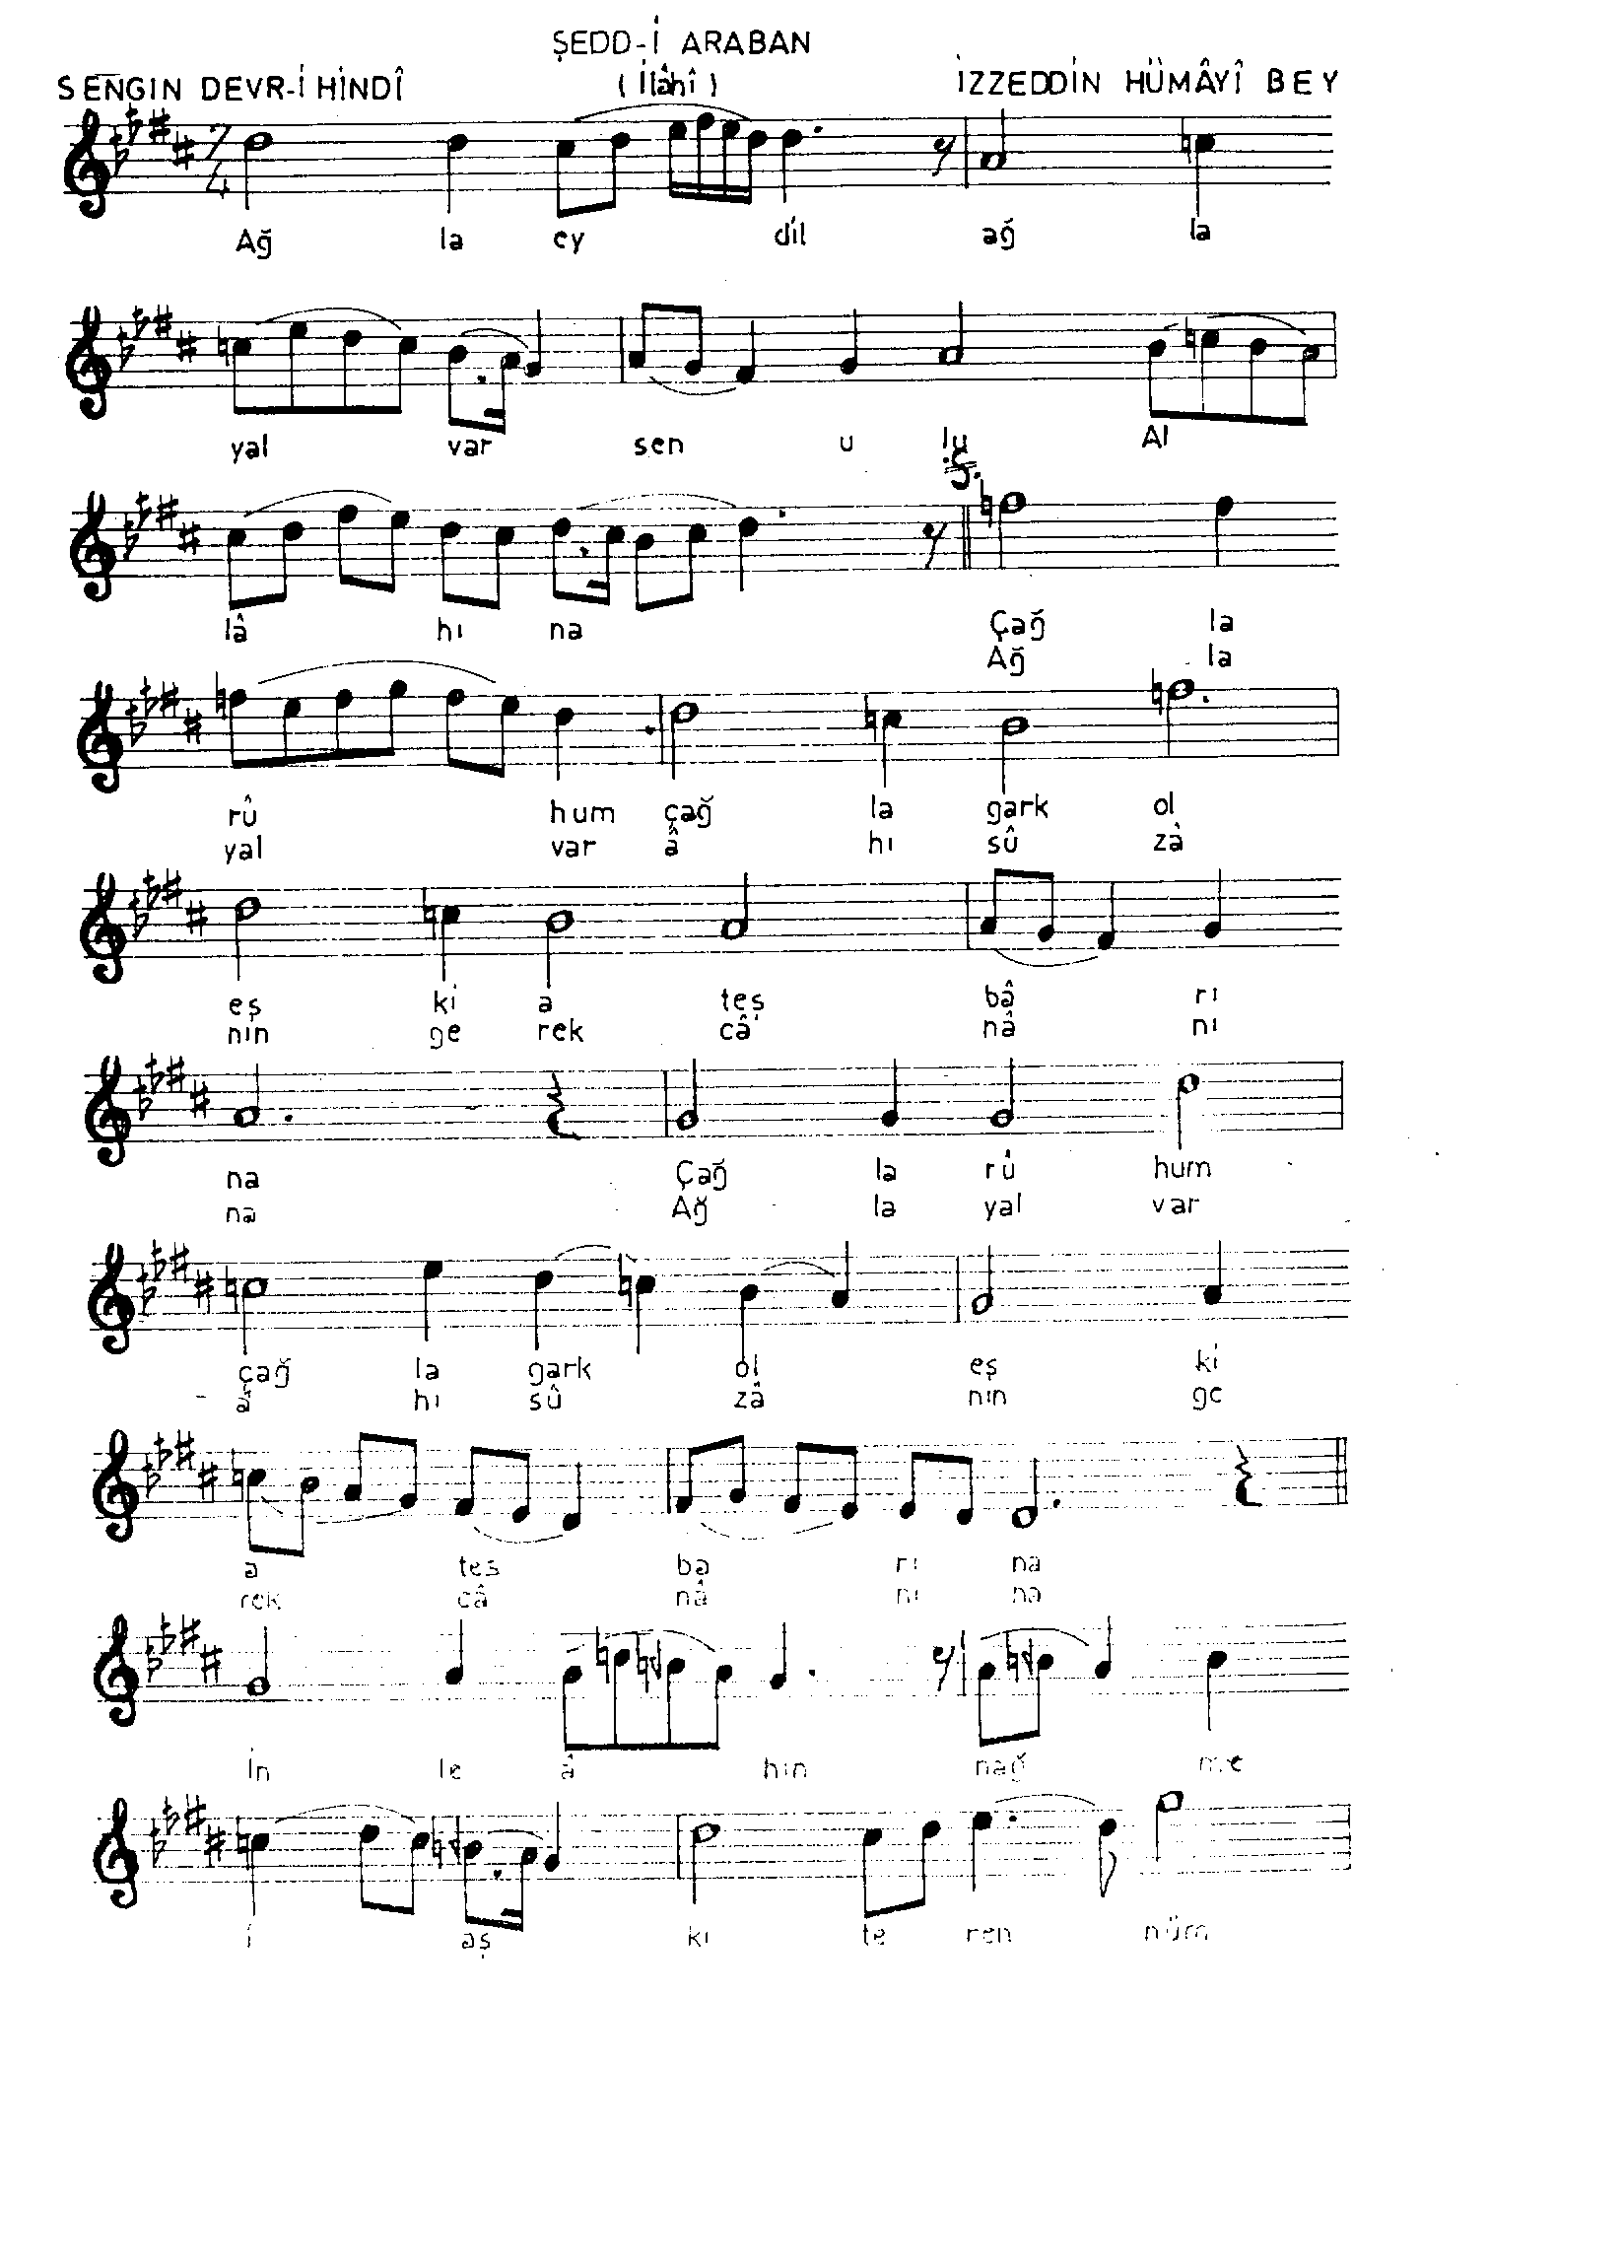 ŞEDD-İ ARABAN
SENGIN DEVR-İ HİNDÎ (İlâhî) İZZEDDİN HÜMÂYÎ BEY
7
4
Ağ la ey dil ağ la
yal var sen u lu Al
lâ hı na Çağ la
Ağ la
rû hum çağ la gark ol
yal var â hı sû zâ
eş ki a teş bâ rı
nın ge rek câ nâ nı
na Çağ la rû hum
na Ağ la yal var
çağ la gark ol eş ki
â hı sû zâ nın ge
a tes ba rı na
rek câ nâ nı na
İn le â hın nağ me
i aş kı te ren nüm